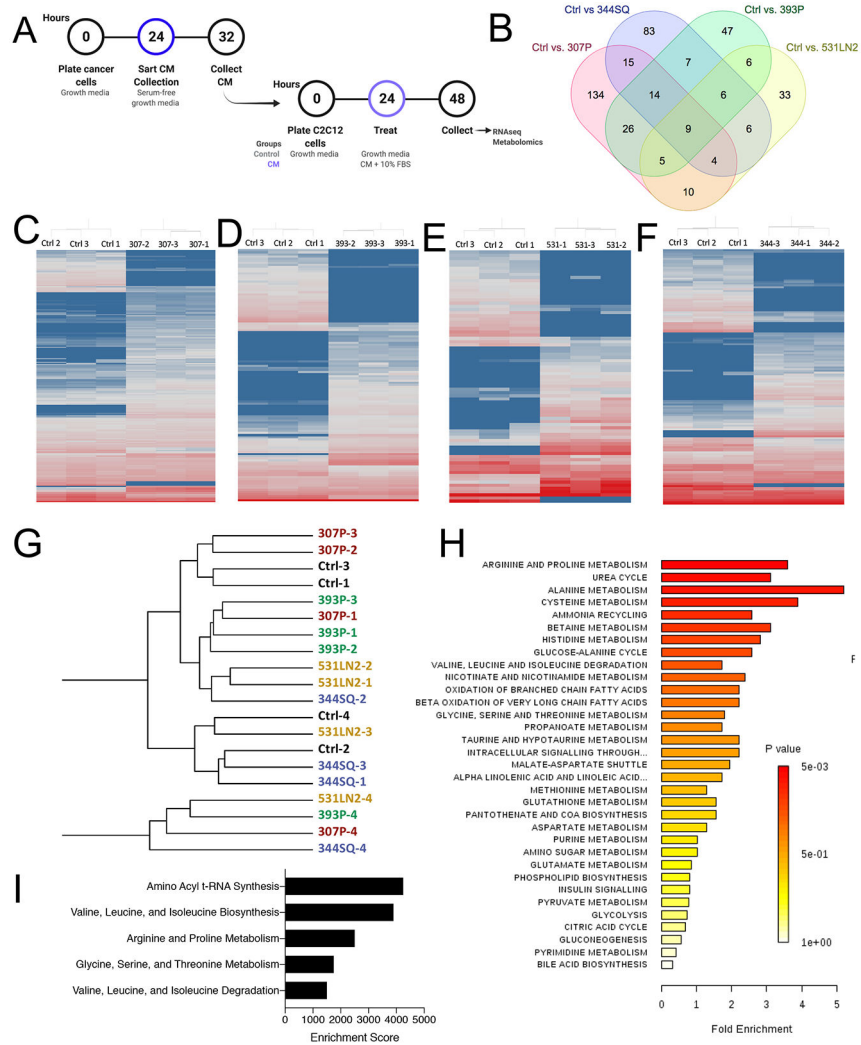 A
Hours
0
24
32
Plate cancer
cells
Growth media
Sart CM
Collection
Serum-free
growth media
Collect
CM
Hours
0
24
48
Groups
Control
CM
Plate C2C12
cells
Growth media
Treat
Growth media
CM + 10% FBS
Collect
RNAseq
Metabolomics
B
Ctrl vs 344SQ
Ctrl vs. 393P
Ctrl vs. 307P
Ctrl vs 531LN2
83
47
15
7
6
134
14
6
33
26
9
6
5
4
10
C
Ctrl 2
Ctrl 3
Ctrl 1
307-2
307-3
307-1
D
Ctrl 3
Ctrl 2
Ctrl 1
393-2
393-3
393-1
E
Ctrl 3
Ctrl 2
Ctrl 1
531-1
531-3
531-2
F
Ctrl 3
Ctrl 2
Ctrl 1
344-3
344-1
344-2
G
307P-3
307P-2
Ctrl-3
Ctrl-1
393P-3
307P-1
393P-1
393P-2
531LN2-2
531LN2-1
344SQ-2
Ctrl-4
531LN2-3
Ctrl-2
344SQ-3
344SQ-1
531LN2-4
393P-4
307P-4
344SQ-4
H
ARGININE AND PROLINE METABOLISM
UREA CYCLE
ALANINE METABOLISM
CYSTEINE METABOLISM
AMMONIA RECYCLING
BETAINE METABOLISM
HISTIDINE METABOLISM
GLUCOSE-ALANINE CYCLE
VALINE, LEUCINE AND ISOLEUCINE DEGRADATION
NICOTINATE AND NICOTINAMIDE METABOLISM
OXIDATION OF BRANCHED CHAIN FATTY ACIDS
BETA OXIDATION OF VERY LONG CHAIN FATTY ACIDS
GLYCINE, SERINE AND THREONINE METABOLISM
PROPANOATE METABOLISM
TAURINE AND HYPOTAURINE METABOLISM
INTRACELLULAR SIGNALLING THROUGH...
MALATE-ASPARTATE SHUTTLE
ALPHA LINOLENIC ACID AND LINOLEIC ACID...
METHIONINE METABOLISM
GLUTATHIONE METABOLISM
PANTOTHENATE AND COA BIOSYNTHESIS
ASPARTATE METABOLISM
PURINE METABOLISM
AMINO SUGAR METABOLISM
GLUTAMATE METABOLISM
PHOSPHOLIPID BIOSYNTHESIS
INSULIN SIGNALLING
PYRUVATE METABOLISM
GLYCOLYSIS
CITRIC ACID CYCLE
GLUCONEOGENESIS
PYRIMIDINE METABOLISM
BILE ACID BIOSYNTHESIS
0 1 2 3 4 5
Fold Enrichment
P value
5e-03
5e-01
1e+00
I
Amino Acyl t-RNA Synthesis
Valine, Leucine, and Isoleucine Biosynthesis
Arginine and Proline Metabolism
Glycine, Serine, and Threonine Metabolism
Valine, Leucine, and Isoleucine Degradation
0 1000 2000 3000 4000 5000
Enrichment Score